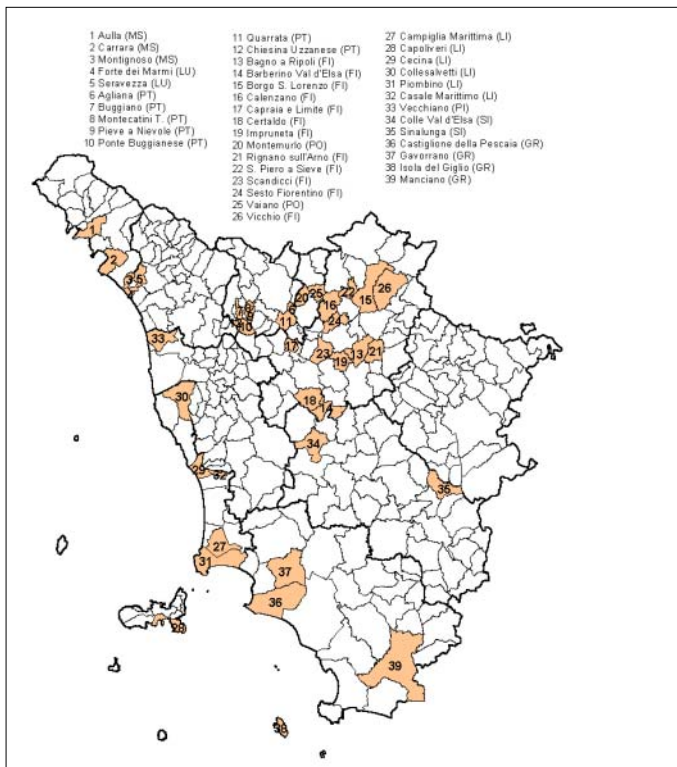 1 Aulla (MS)
2 Carrara (MS)
3 Montignoso (MS)
4 Forte dei Marmi (LU)
5 Seravezza (LU)
6 Agliana (PT)
7 Buggiano (PT)
8 Montecatini T. (PT)
9 Pieve a Nievole (PT)
10 Ponte Buggianese (PT)
11 Quarrata (PT)
12 Chiesina Uzzanese (PT)
13 Bagno a Ripoli (FI)
14 Barberino Val d'Elsa (FI)
15 Borgo S. Lorenzo (FI)
16 Calenzano (FI)
17 Capraia e Limite (FI)
18 Certaldo (FI)
19 Impruneta (FI)
20 Montemurlo (PO)
21 Rignano sull'Arno (FI)
22 S. Piero a Sieve (FI)
23 Scandicci (FI)
24 Sesto Fiorentino (FI)
25 Vaiano (PO)
26 Vicchio (FI)
27 Campiglia Marittima (LI)
28 Capoliveri (LI)
29 Cecina (LI)
30 Collesalvetti (LI)
31 Piombino (LI)
32 Casale Marittimo (LI)
33 Vecchiano (PI)
34 Colle Val d'Elsa (SI)
35 Sinalunga (SI)
36 Castiglione della Pescaia (GR)
37 Gavorrano (GR)
38 Isola del Giglio (GR)
39 Manciano (GR)
1
2
3 5
20 25 22 26
6 16 15
11 24
10
33 17 23 19 13 21
30 18 14
34
29 32
35
27
31 37
36
28
39
38